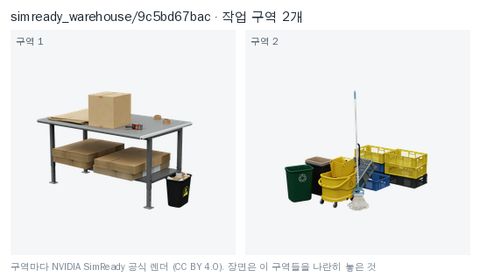 simready_warehouse/9c5bd67bac · 작업 구역 2개
구역 1
구역 2
구역마다 NVIDIA SimReady 공식 렌더 (CC BY 4.0). 장면은 이 구역들을 나란히 놓은 것